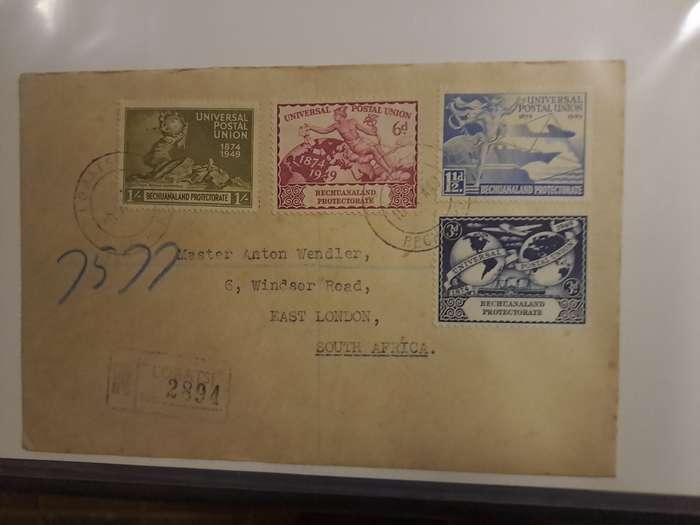 UNIVERSAL
POSTAL
UNION
1874
1949
1/- BECHUANALAND PROTECTORATE 1/-
UNIVERSAL POSTAL UNION
6d
1874
1949
BECHUANALAND
PROTECTORATE
UNIVERSAL
POSTAL UNION
1874 1949
1½d BECHUANALAND PROTECTORATE
3d
UNIVERSAL POSTAL UNION
1874
BECHUANALAND
PROTECTORATE
3d
Master Anton Wendler,
6, Windsor Road,
EAST LONDON,
SOUTH AFRICA.
LOBATSI
2894